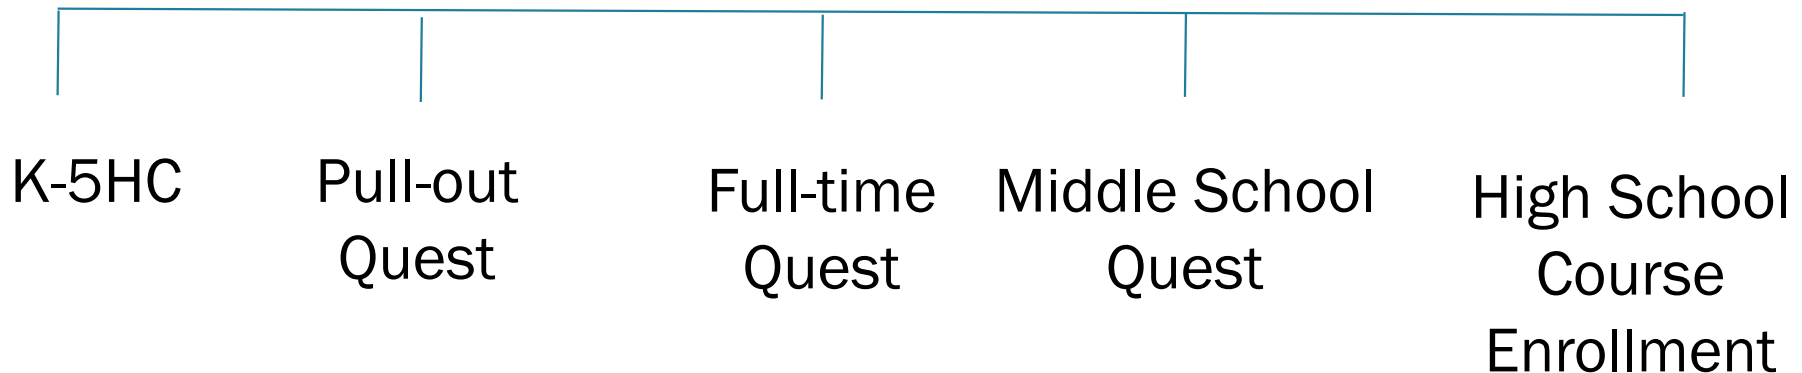 K-5HC
Pull-out
Quest
Full-time
Quest
Middle School
Quest
High School
Course
Enrollment